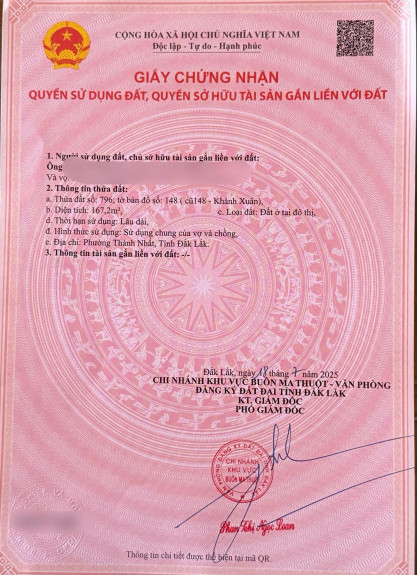 CỘNG HÒA XÃ HỘI CHỦ NGHĨA VIỆT NAM
Độc lập - Tự do - Hạnh phúc
GIẤY CHỨNG NHẬN
QUYỀN SỬ DỤNG ĐẤT, QUYỀN SỞ HỮU TÀI SẢN GẮN LIỀN VỚI ĐẤT
1. Người sử dụng đất, chủ sở hữu tài sản gắn liền với đất:
Ông
Và vợ
2. Thông tin thửa đất:
a. Thửa đất số: 796; tờ bản đồ số: 148 ( cũ148 - Khánh Xuân),
b. Diện tích: 167,2m², c. Loại đất: Đất ở tại đô thị,
d. Thời hạn sử dụng: Lâu dài,
đ. Hình thức sử dụng: Sử dụng chung của vợ và chồng,
e. Địa chỉ: Phường Thành Nhất, Tỉnh Đắk Lắk.
3. Thông tin tài sản gắn liền với đất: -/-
Đắk Lắk, ngày 18 tháng 7 năm 2025
CHI NHÁNH KHU VỰC BUÔN MA THUỘT - VĂN PHÒNG
ĐĂNG KÝ ĐẤT ĐAI TỈNH ĐẮK LẮK
KT. GIÁM ĐỐC
PHÓ GIÁM ĐỐC
CHI NHÁNH
KHU VỰC
BUÔN MA THUỘT
Phan Thị Ngọc Loan
Thông tin chi tiết được thể hiện tại mã QR.